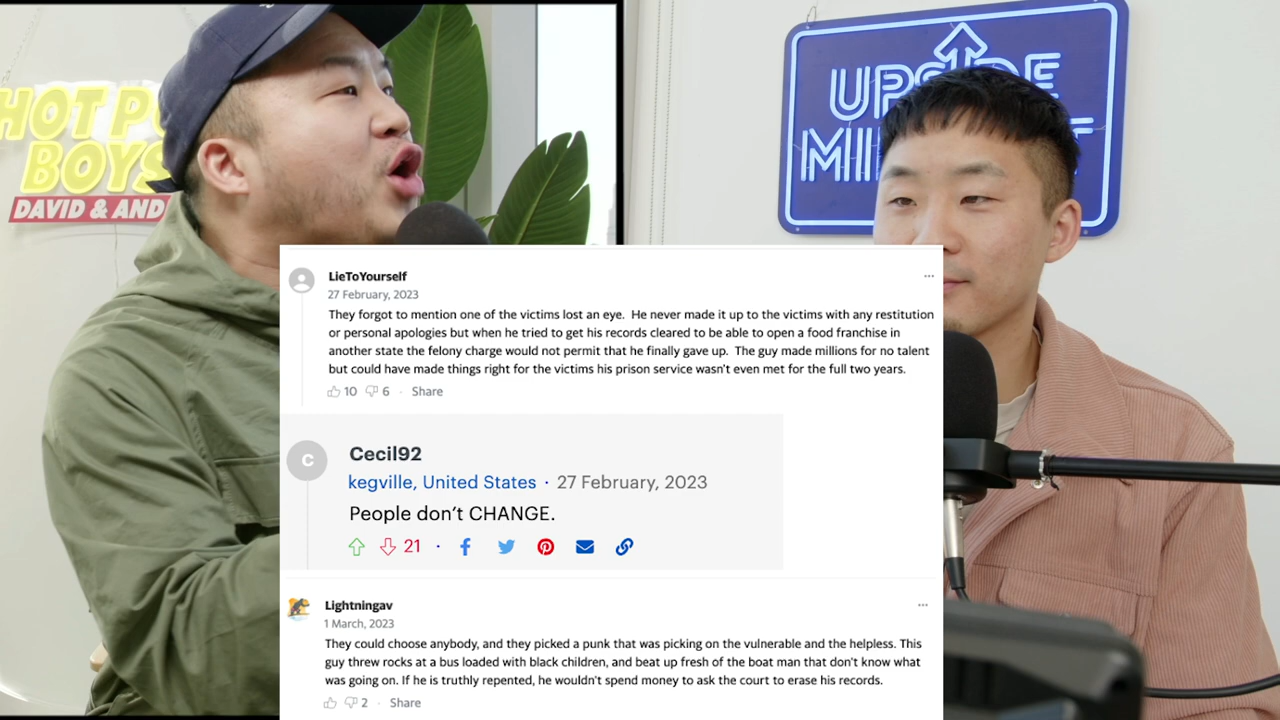 HOT P
BOYS
DAVID & AND
UPS DE
MI T
LieToYourself
27 February, 2023
They forgot to mention one of the victims lost an eye. He never made it up to the victims with any restitution
or personal apologies but when he tried to get his records cleared to be able to open a food franchise in
another state the felony charge would not permit that he finally gave up. The guy made millions for no talent
but could have made things right for the victims his prison service wasn't even met for the full two years.
10 6 · Share
C
Cecil92
kegville, United States · 27 February, 2023
People don't CHANGE.
21 ·
Lightningav
1 March, 2023
They could choose anybody, and they picked a punk that was picking on the vulnerable and the helpless. This
guy threw rocks at a bus loaded with black children, and beat up fresh of the boat man that don't know what
was going on. If he is truthly repented, he wouldn't spend money to ask the court to erase his records.
2 · Share